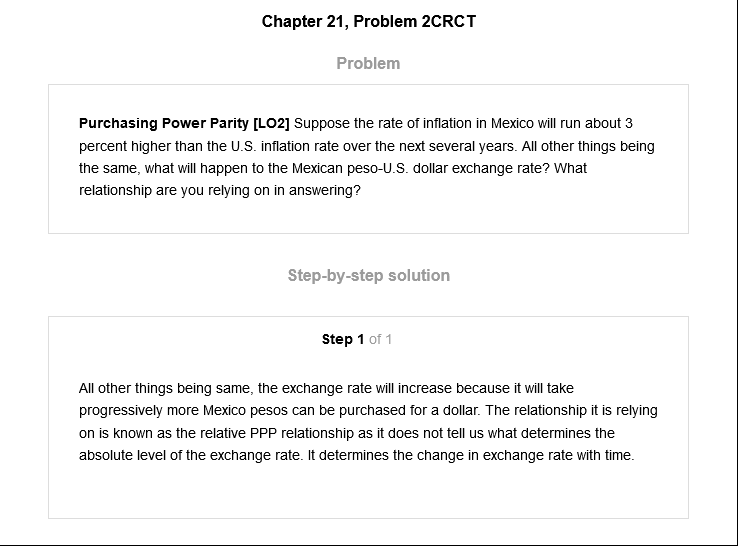 Chapter 21, Problem 2CRCT
Problem
Purchasing Power Parity [LO2] Suppose the rate of inflation in Mexico will run about 3
percent higher than the U.S. inflation rate over the next several years. All other things being
the same, what will happen to the Mexican peso-U.S. dollar exchange rate? What
relationship are you relying on in answering?
Step-by-step solution
Step 1 of 1
All other things being same, the exchange rate will increase because it will take
progressively more Mexico pesos can be purchased for a dollar. The relationship it is relying
on is known as the relative PPP relationship as it does not tell us what determines the
absolute level of the exchange rate. It determines the change in exchange rate with time.